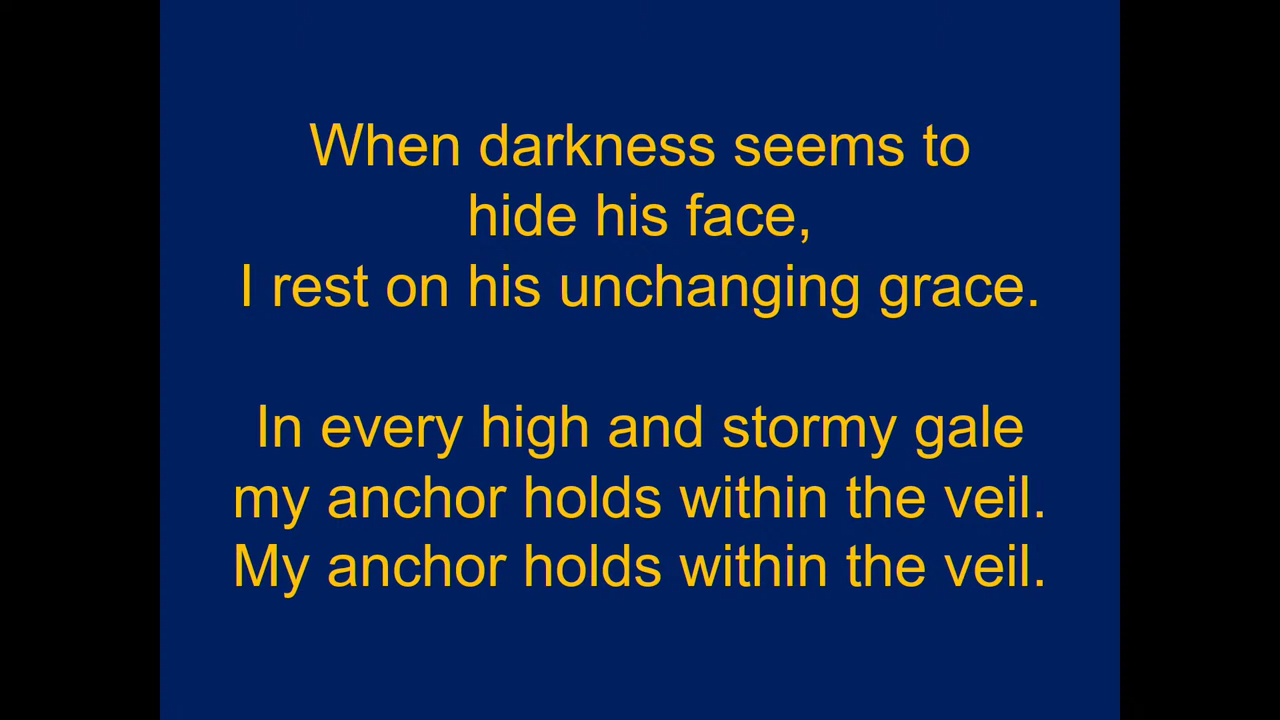 When darkness seems to
hide his face,
I rest on his unchanging grace.
In every high and stormy gale
my anchor holds within the veil.
My anchor holds within the veil.